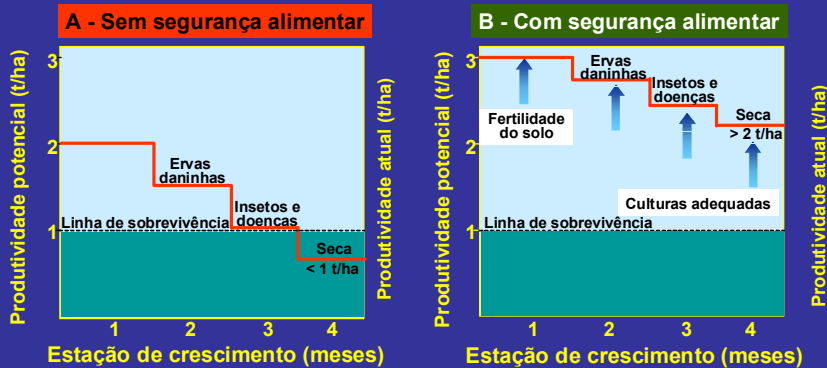 A - Sem segurança alimentar
Produtividade potencial (t/ha)
3
2
1
Ervas
daninhas
Insetos e
doenças
Linha de sobrevivência
Seca
< 1 t/ha
Produtividade atual (t/ha)
1 2 3 4
Estação de crescimento (meses)
B - Com segurança alimentar
Produtividade potencial (t/ha)
3
2
1
Ervas
daninhas
Insetos e
doenças
Seca
> 2 t/ha
Fertilidade
do solo
Culturas adequadas
Linha de sobrevivência
Produtividade atual (t/ha)
1 2 3 4
Estação de crescimento (meses)